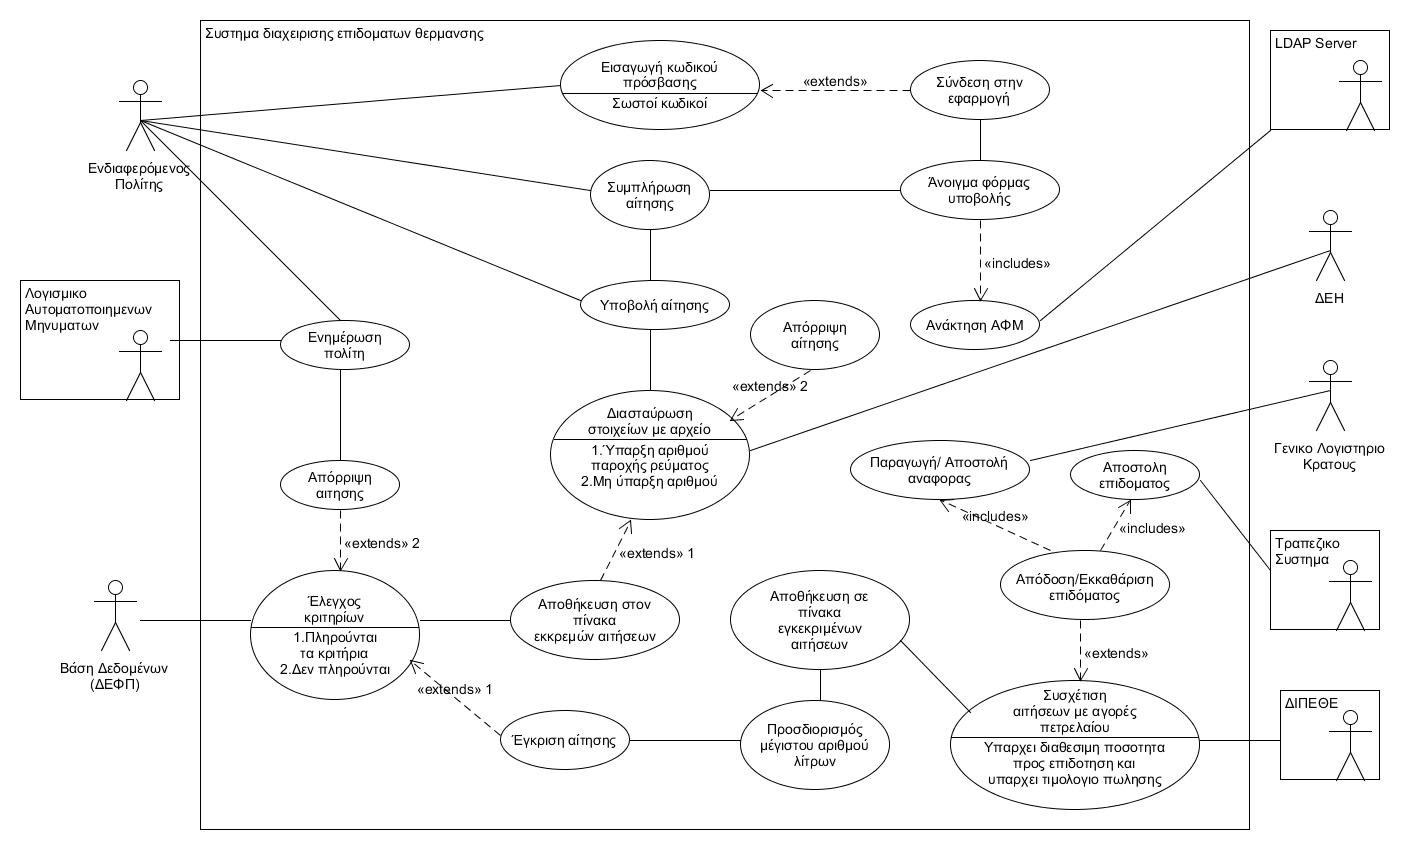 Συστημα διαχειρισης επιδοματων θερμανσης
LDAP Server
Εισαγωγή κωδικού
πρόσβασης
Σωστοί κωδικοί
«extends»
Σύνδεση στην
εφαρμογή
Ενδιαφερόμενος
Πολίτης
Συμπλήρωση
αίτησης
Άνοιγμα φόρμας
υποβολής
«includes»
ΔΕΗ
Λογισμικο
Αυτοματοποιημενων
Μηνυματων
Υποβολή αίτησης
Απόρριψη
αίτησης
Ανάκτηση ΑΦΜ
Ενημέρωση
πολίτη
«extends» 2
Διασταύρωση
στοιχείων με αρχείο
1.Ύπαρξη αριθμού
παροχής ρεύματος
2.Μη ύπαρξη αριθμού
Γενικο Λογιστηριο
Κρατους
Παραγωγή/ Αποστολή
αναφορας
Αποστολη
επιδοματος
Απόρριψη
αιτησης
«includes»
«includes»
«extends» 2
«extends» 1
Τραπεζικο
Συστημα
Απόδοση/Εκκαθάριση
επιδόματος
Βάση Δεδομένων
(ΔΕΦΠ)
Έλεγχος
κριτηρίων
1.Πληρούνται
τα κριτήρια
2.Δεν πληρούνται
Αποθήκευση στον
πίνακα
εκκρεμών αιτήσεων
Αποθήκευση σε
πίνακα
εγκεκριμένων
αιτήσεων
«extends»
«extends» 1
Συσχέτιση
αιτήσεων με αγορές
πετρελαίου
Υπαρχει διαθεσιμη ποσοτητα
προς επιδοτηση και
υπαρχει τιμολογιο πωλησης
ΔΙΠΕΘΕ
Έγκριση αίτησης
Προσδιορισμός
μέγιστου αριθμού
λίτρων